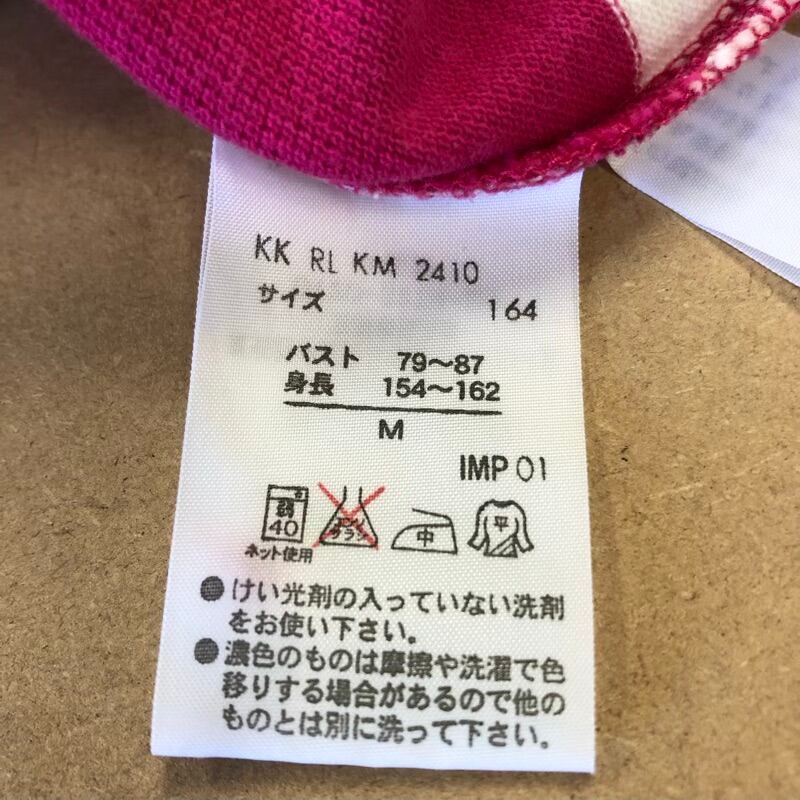 KK RL KM 2410
サイズ 164
バスト 79~87
身長 154~162
M
IMP 01
弱
40
ネット使用
エンソ
サラシ
中
平
●けい光剤の入っていない洗剤
をお使い下さい。
●濃色のものは摩擦や洗濯で色
移りする場合があるので他の
ものとは別に洗って下さい。